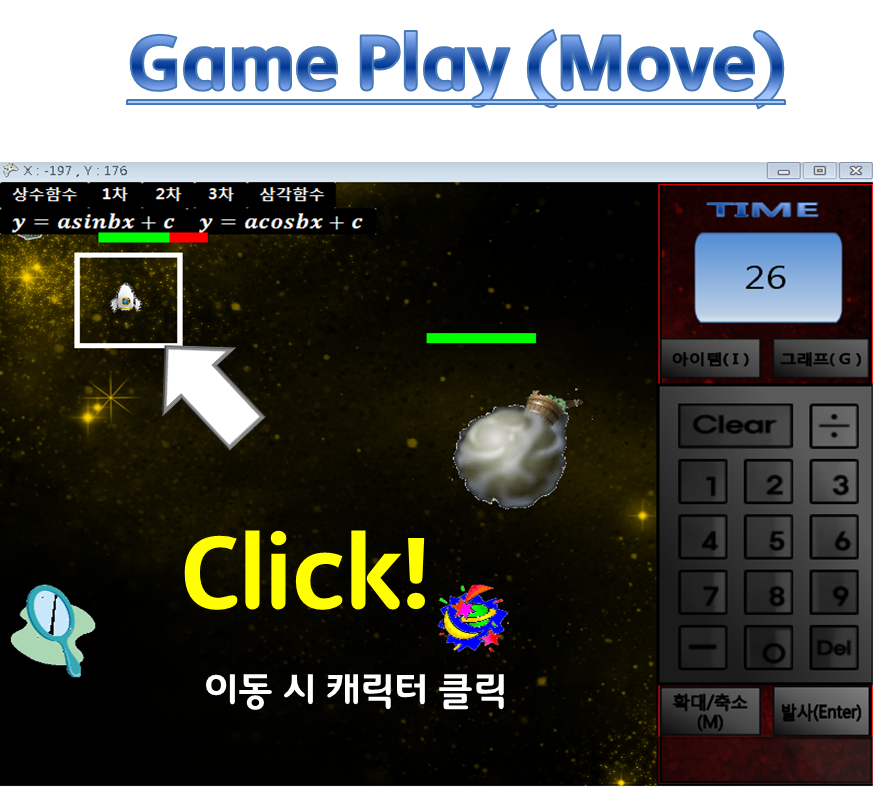 Game Play (Move)
X : -197 , Y : 176
상수함수 1차 2차 3차 삼각함수
y = asinbx + c y = acosbx + c
TIME
26
아이템(I) 그래프(G)
Clear ÷
1 2 3
4 5 6
7 8 9
− 0 Del
확대/축소
(M)
발사(Enter)
Click!
이동 시 캐릭터 클릭